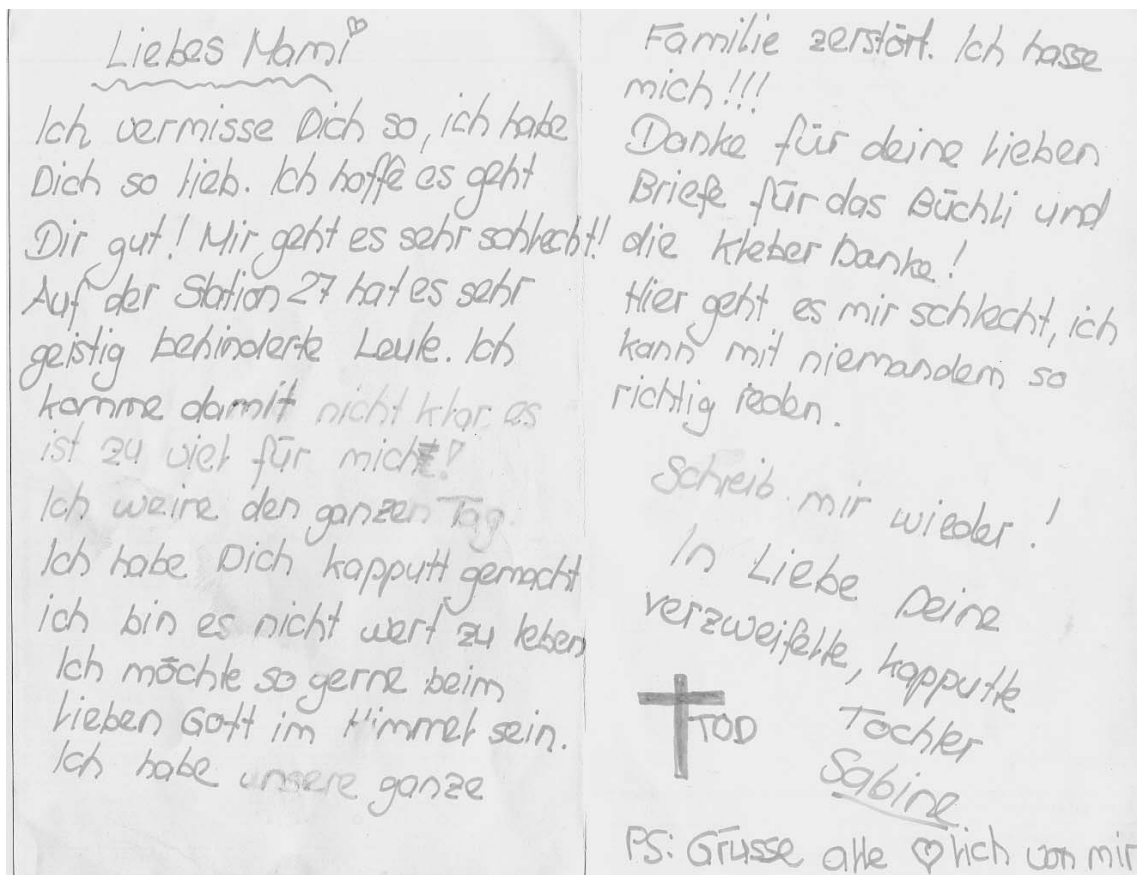 Liebes Mami
Ich vermisse Dich so, ich habe
Dich so lieb. Ich hoffe es geht
Dir gut! Mir geht es sehr schlecht!
Auf der Station 27 hat es sehr
geistig behinderte Leute. Ich
komme damit nicht klar es
ist zu viel für mich!
Ich weine den ganzen Tag.
Ich habe Dich kapputt gemacht
ich bin es nicht wert zu leben
Ich möchte so gerne beim
lieben Gott im Himmel sein.
Ich habe unsere ganze
Familie zerstört. Ich hasse
mich!!!
Danke für deine lieben
Briefe für das Büchli und
die Kleber Danke!
Hier geht es mir schlecht, ich
kann mit niemandem so
richtig reden.
Schreib mir wieder!
In Liebe Deine
verzweifelte, kapputte
Tochter
TOD
Sabine
PS: Grüsse alle ♡lich von mir